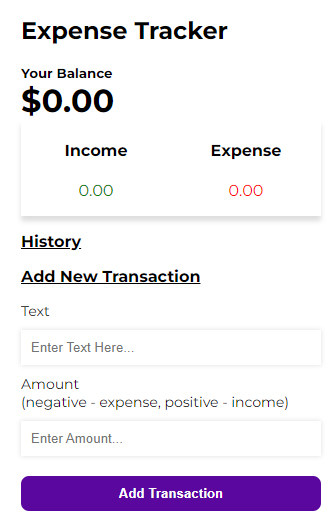 Expense Tracker
Your Balance
$0.00
Income Expense
0.00 0.00
History
Add New Transaction
Text
Enter Text Here...
Amount
(negative - expense, positive - income)
Enter Amount...
Add Transaction